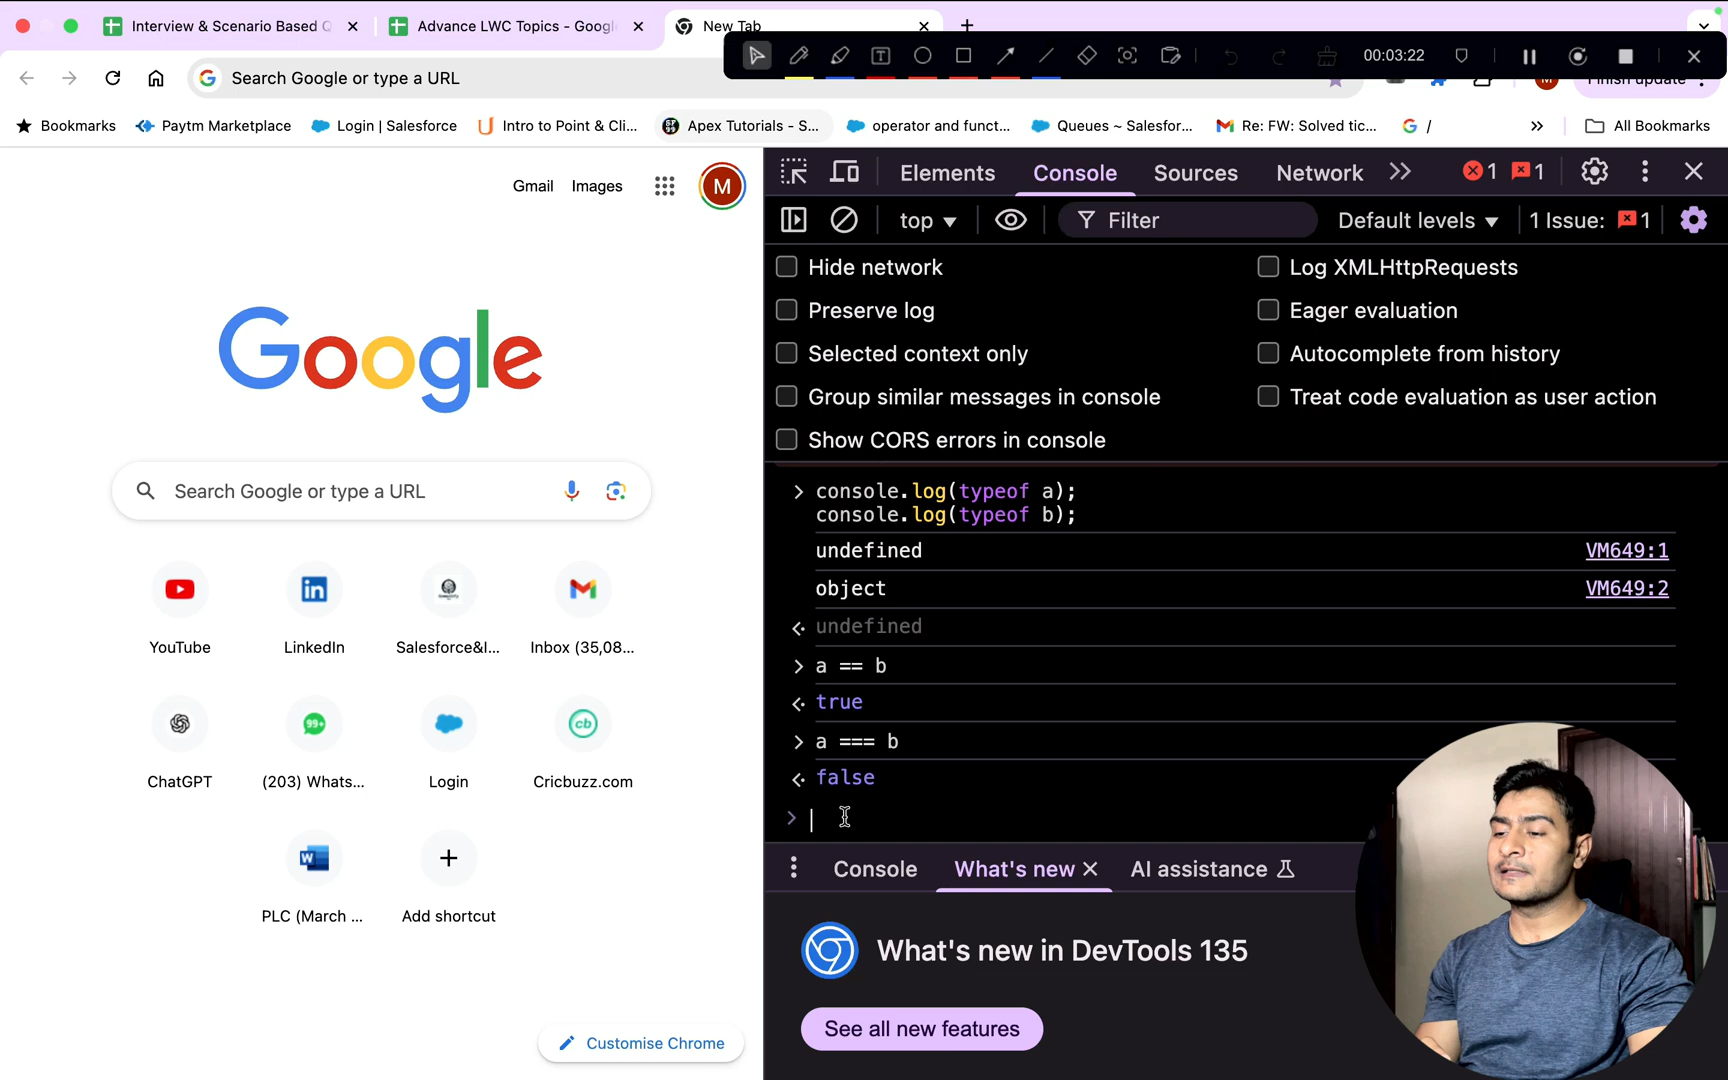 Interview & Scenario Based Q
Advance LWC Topics - Googl
New Tab
00:03:22
Search Google or type a URL
Finish update
Bookmarks
Paytm Marketplace
Login | Salesforce
Intro to Point & Cli...
Apex Tutorials - S...
operator and funct...
Queues ~ Salesfor...
Re: FW: Solved tic...
/
All Bookmarks
Gmail
Images
M
Google
Search Google or type a URL
YouTube
LinkedIn
Salesforce&I...
Inbox (35,08...
99+
cb
ChatGPT
(203) Whats...
Login
Cricbuzz.com
W
PLC (March ...
Add shortcut
Customise Chrome
Elements
Console
Sources
Network
1
1
top
Filter
Default levels
1 Issue:
1
Hide network
Log XMLHttpRequests
Preserve log
Eager evaluation
Selected context only
Autocomplete from history
Group similar messages in console
Treat code evaluation as user action
Show CORS errors in console
> console.log(typeof a);
console.log(typeof b);
undefined
VM649:1
object
VM649:2
undefined
> a == b
true
> a === b
false
>
Console
What's new
AI assistance
What's new in DevTools 135
See all new features